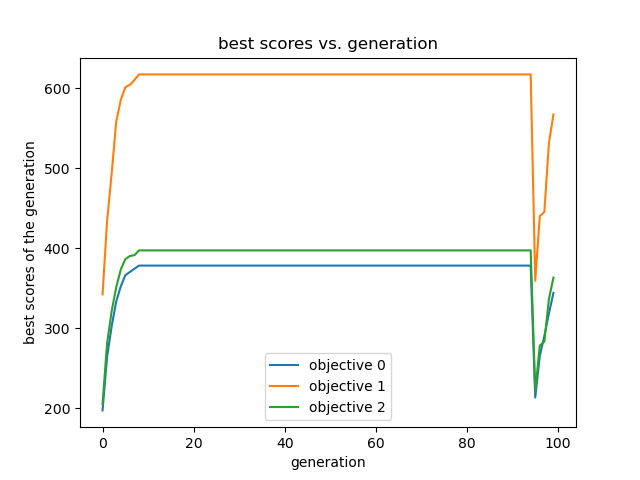 best scores vs. generation
best scores of the generation
600
500
400
300
200
objective 0
objective 1
objective 2
0 20 40 60 80 100
generation